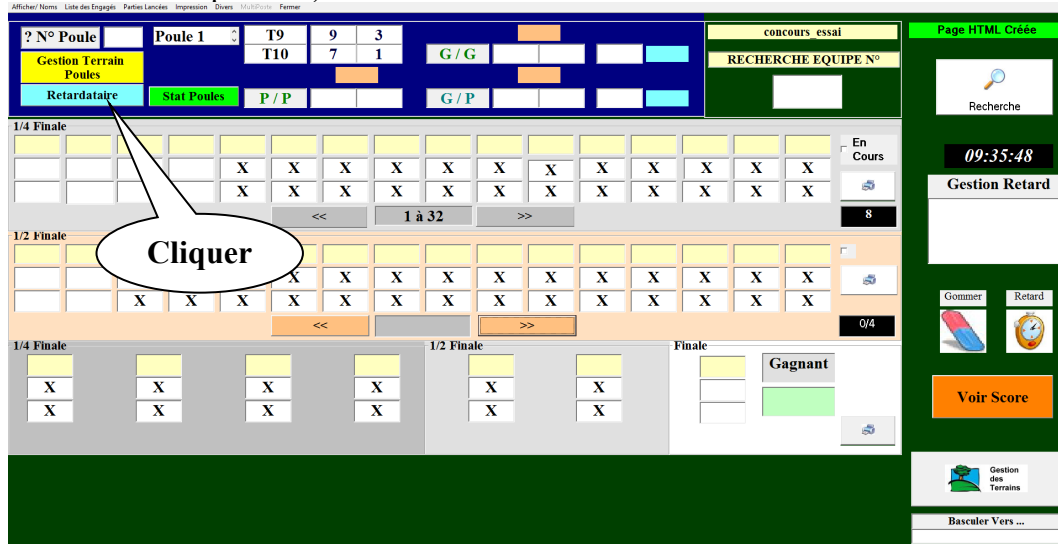 Afficher/ Noms Liste des Engagés Parties Lancées Impression Divers MultiPoste Fermer
? N° Poule Poule 1 T9 9 3 concours_essai Page HTML Créée
T10 7 1 G / G
Gestion Terrain
Poules
RECHERCHE EQUIPE N°
Retardataire Stat Poules P / P G / P
Recherche
1/4 Finale
En
Cours
X X X X X X X X X X X X
X X X X X X X X X X X X
09:35:48
Gestion Retard
<< 1 à 32 >> 8
1/2 Finale
Cliquer
X X X X X X X X X X X
X X X X X X X X X X X X X X
Gommer Retard
<< >> 0/4
1/4 Finale 1/2 Finale Finale
Gagnant
X X X X X X
X X X X X X
Voir Score
Gestion
des
Terrains
Basculer Vers ...